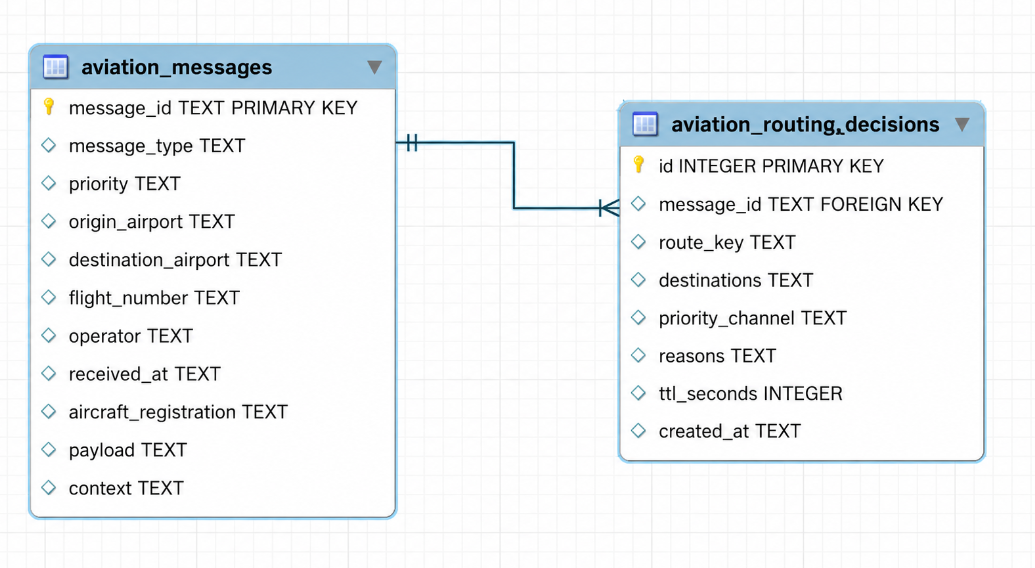 aviation_messages
message_id TEXT PRIMARY KEY
message_type TEXT
priority TEXT
origin_airport TEXT
destination_airport TEXT
flight_number TEXT
operator TEXT
received_at TEXT
aircraft_registration TEXT
payload TEXT
context TEXT
aviation_routing_decisions
id INTEGER PRIMARY KEY
message_id TEXT FOREIGN KEY
route_key TEXT
destinations TEXT
priority_channel TEXT
reasons TEXT
ttl_seconds INTEGER
created_at TEXT